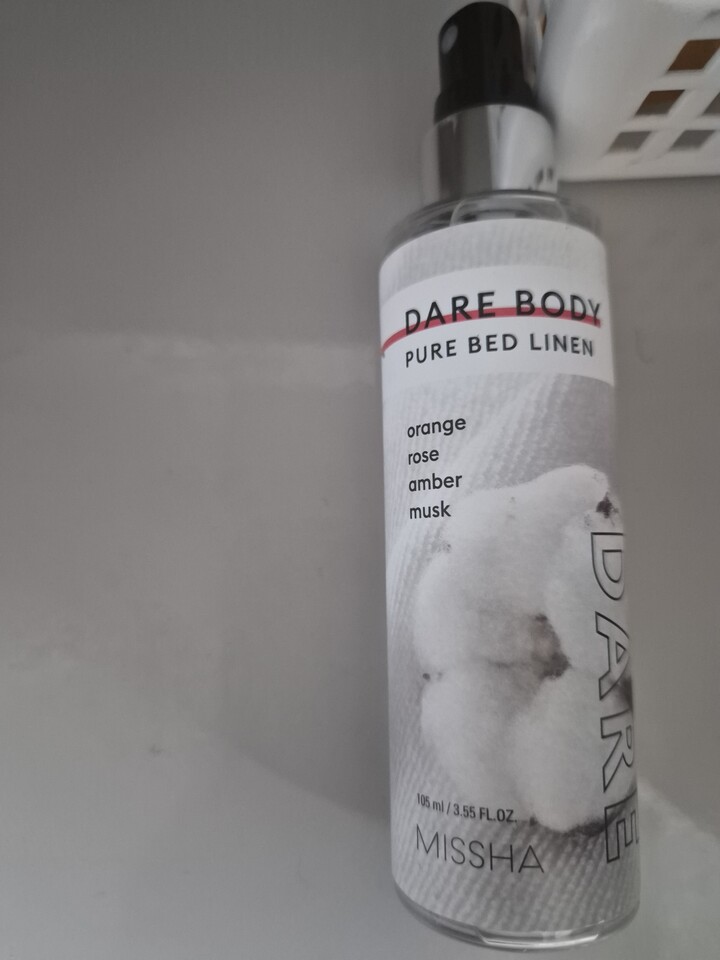 DARE BODY
PURE BED LINEN
orange
rose
amber
musk
DARE
105 ml / 3.55 FL.OZ.
MISSHA